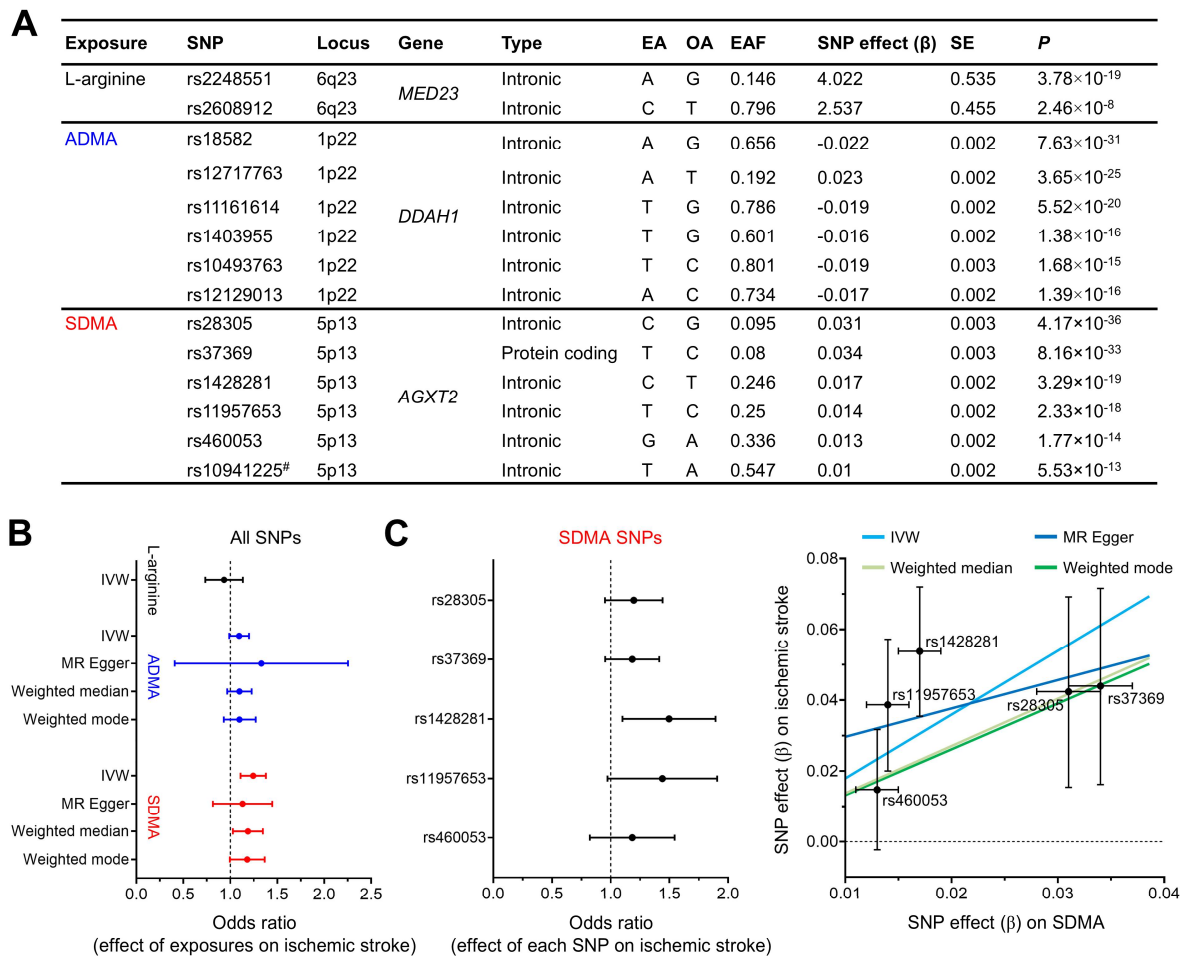 A
Exposure SNP Locus Gene Type EA OA EAF SNP effect (β) SE P
L-arginine rs2248551 6q23 MED23 Intronic A G 0.146 4.022 0.535 3.78×10-19
rs2608912 6q23 Intronic C T 0.796 2.537 0.455 2.46×10-8
ADMA rs18582 1p22 Intronic A G 0.656 -0.022 0.002 7.63×10-31
rs12717763 1p22 Intronic A T 0.192 0.023 0.002 3.65×10-25
rs11161614 1p22 DDAH1 Intronic T G 0.786 -0.019 0.002 5.52×10-20
rs1403955 1p22 Intronic T G 0.601 -0.016 0.002 1.38×10-16
rs10493763 1p22 Intronic T C 0.801 -0.019 0.003 1.68×10-15
rs12129013 1p22 Intronic A C 0.734 -0.017 0.002 1.39×10-16
SDMA rs28305 5p13 Intronic C G 0.095 0.031 0.003 4.17×10-36
rs37369 5p13 Protein coding T C 0.08 0.034 0.003 8.16×10-33
rs1428281 5p13 AGXT2 Intronic C T 0.246 0.017 0.002 3.29×10-19
rs11957653 5p13 Intronic T C 0.25 0.014 0.002 2.33×10-18
rs460053 5p13 Intronic G A 0.336 0.013 0.002 1.77×10-14
rs10941225# 5p13 Intronic T A 0.547 0.01 0.002 5.53×10-13
B
All SNPs
L-arginine
IVW
ADMA
IVW
MR Egger
Weighted median
Weighted mode
SDMA
IVW
MR Egger
Weighted median
Weighted mode
0.0 0.5 1.0 1.5 2.0 2.5
Odds ratio
(effect of exposures on ischemic stroke)
C
SDMA SNPs
rs28305
rs37369
rs1428281
rs11957653
rs460053
0.0 0.5 1.0 1.5 2.0
Odds ratio
(effect of each SNP on ischemic stroke)
IVW MR Egger
Weighted median Weighted mode
SNP effect (β) on ischemic stroke
0.08
0.06
0.04
0.02
0.00
rs1428281
rs11957653
rs28305
rs37369
rs460053
0.01 0.02 0.03 0.04
SNP effect (β) on SDMA